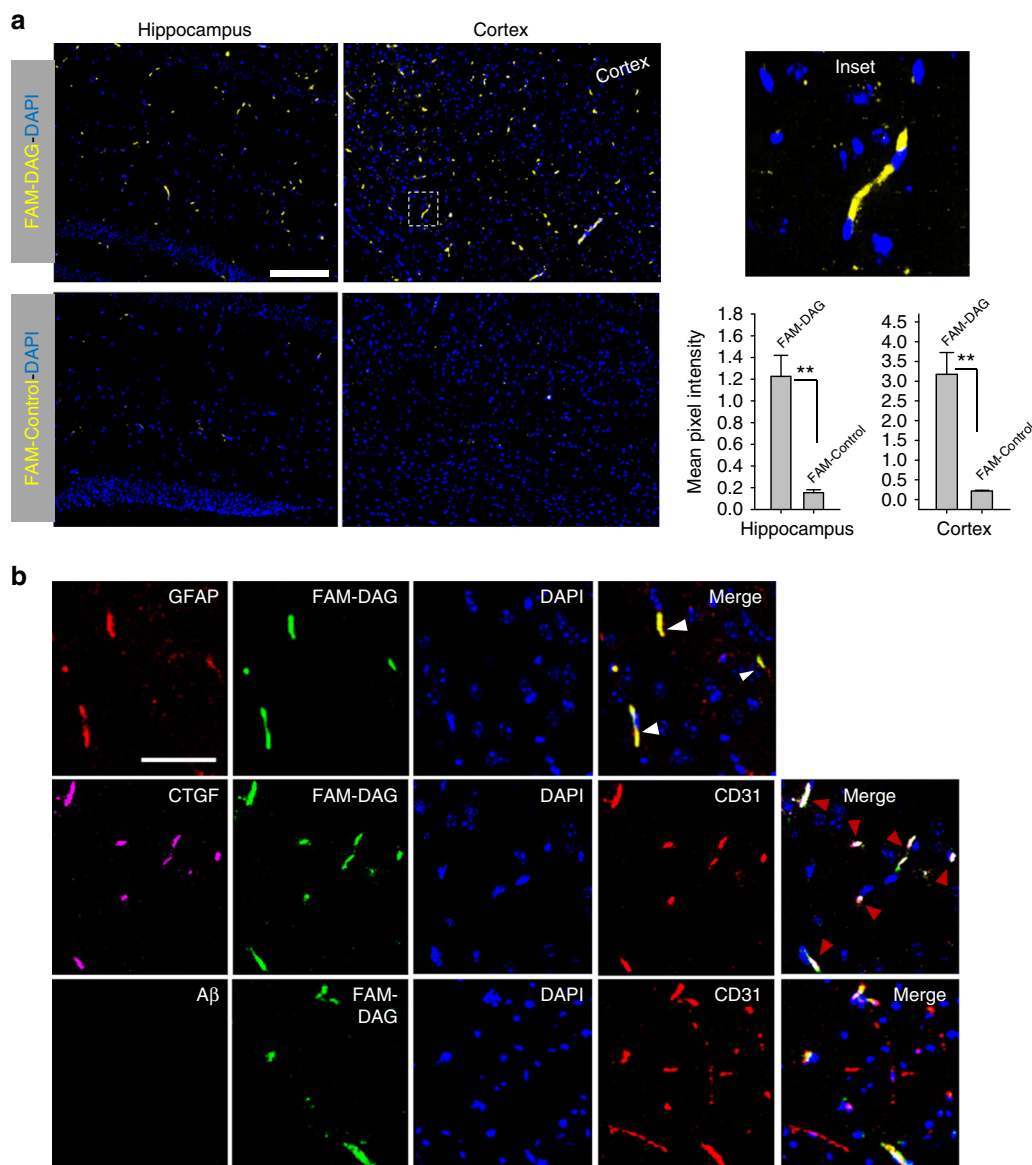 a
Hippocampus
Cortex
FAM-DAG-DAPI
Cortex
Inset
FAM-Control-DAPI
Mean pixel intensity
1.8
1.6
1.4
1.2
1.0
0.8
0.6
0.4
0.2
0.0
FAM-DAG
**
FAM-Control
Hippocampus
4.5
4.0
3.5
3.0
2.5
2.0
1.5
1.0
0.5
0.0
FAM-DAG
**
FAM-Control
Cortex
b
GFAP
FAM-DAG
DAPI
Merge
CTGF
FAM-DAG
DAPI
CD31
Merge
Aβ
FAM-
DAG
DAPI
CD31
Merge